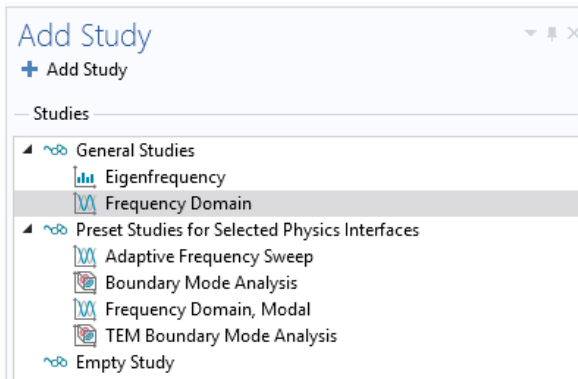 Add Study
Add Study
Studies
General Studies
Eigenfrequency
Frequency Domain
Preset Studies for Selected Physics Interfaces
Adaptive Frequency Sweep
Boundary Mode Analysis
Frequency Domain, Modal
TEM Boundary Mode Analysis
Empty Study